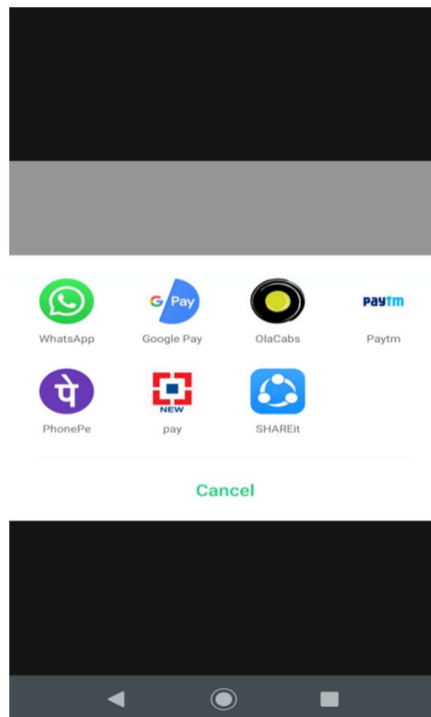 G Pay
paytm
WhatsApp
Google Pay
OlaCabs
Paytm
पे
NEW
PhonePe
pay
SHAREit
Cancel